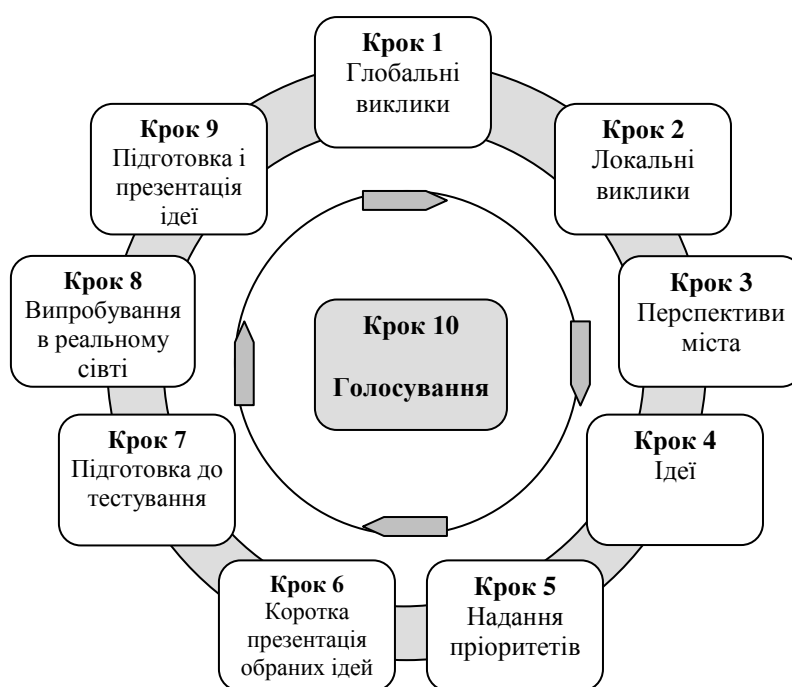 Крок 1
Глобальні
виклики
Крок 2
Локальні
виклики
Крок 3
Перспективи
міста
Крок 4
Ідеї
Крок 5
Надання
пріоритетів
Крок 6
Коротка
презентація
обраних ідей
Крок 7
Підготовка до
тестування
Крок 8
Випробування
в реальному
сівті
Крок 9
Підготовка і
презентація
ідеї
Крок 10
Голосування